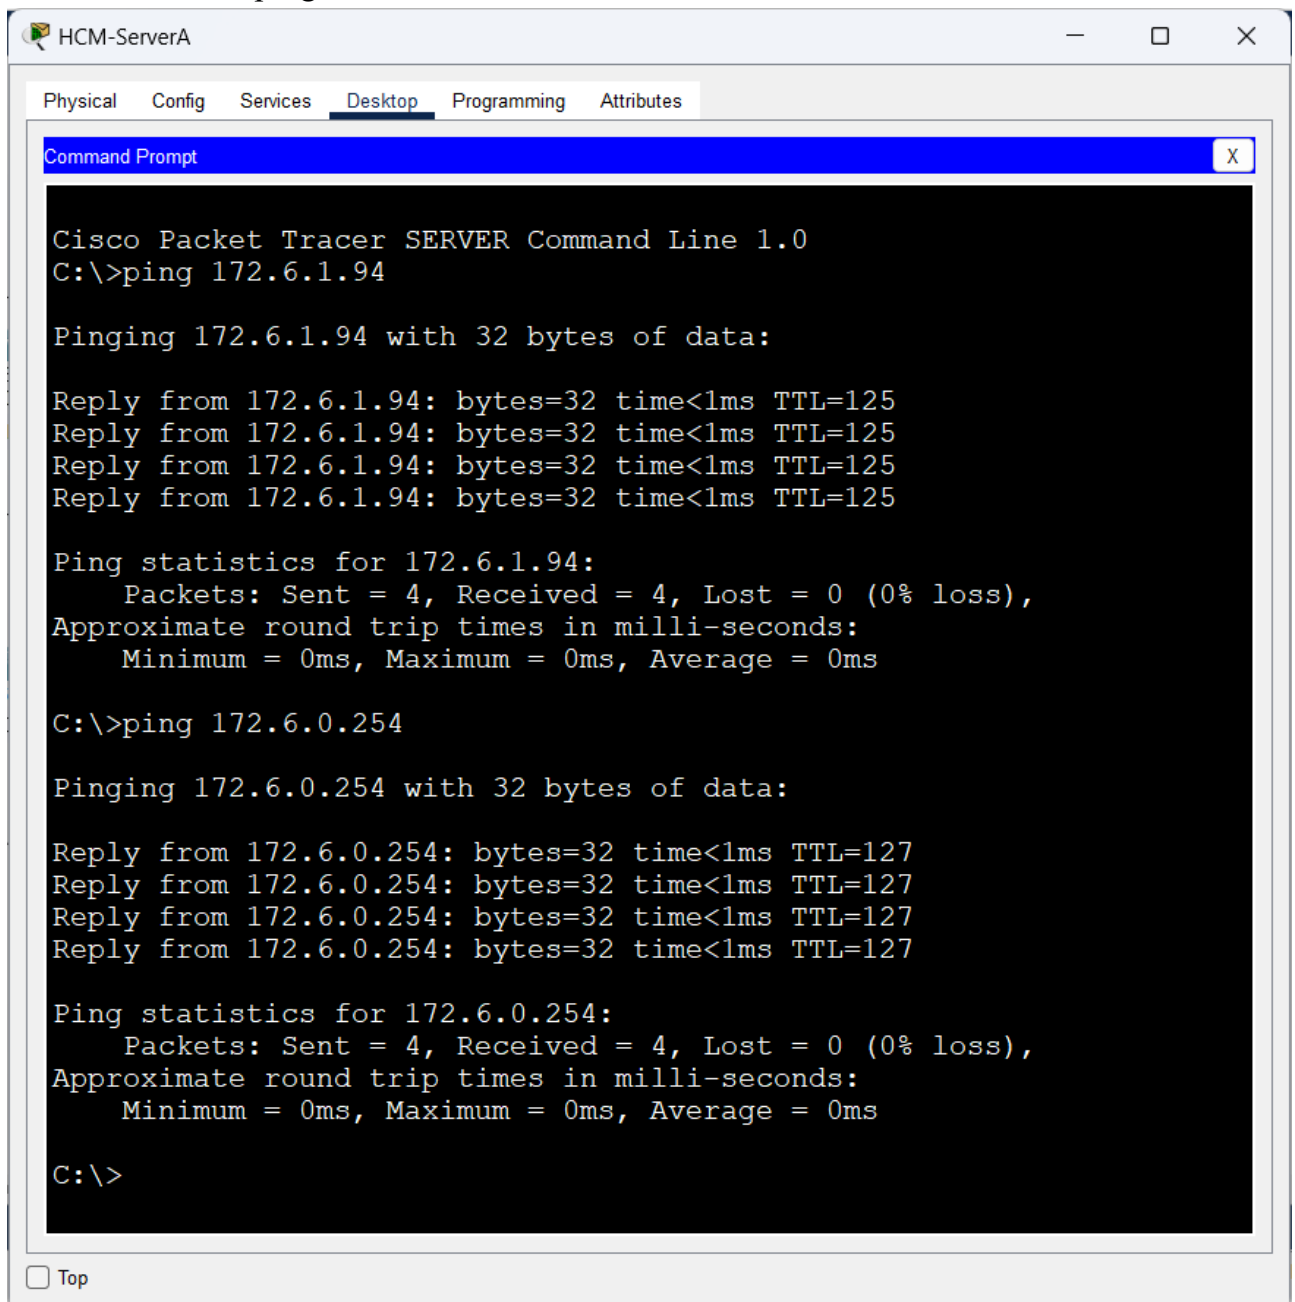 HCM-ServerA
Physical Config Services Desktop Programming Attributes
Command Prompt X
Cisco Packet Tracer SERVER Command Line 1.0
C:\>ping 172.6.1.94
Pinging 172.6.1.94 with 32 bytes of data:
Reply from 172.6.1.94: bytes=32 time<1ms TTL=125
Reply from 172.6.1.94: bytes=32 time<1ms TTL=125
Reply from 172.6.1.94: bytes=32 time<1ms TTL=125
Reply from 172.6.1.94: bytes=32 time<1ms TTL=125
Ping statistics for 172.6.1.94:
Packets: Sent = 4, Received = 4, Lost = 0 (0% loss),
Approximate round trip times in milli-seconds:
Minimum = 0ms, Maximum = 0ms, Average = 0ms
C:\>ping 172.6.0.254
Pinging 172.6.0.254 with 32 bytes of data:
Reply from 172.6.0.254: bytes=32 time<1ms TTL=127
Reply from 172.6.0.254: bytes=32 time<1ms TTL=127
Reply from 172.6.0.254: bytes=32 time<1ms TTL=127
Reply from 172.6.0.254: bytes=32 time<1ms TTL=127
Ping statistics for 172.6.0.254:
Packets: Sent = 4, Received = 4, Lost = 0 (0% loss),
Approximate round trip times in milli-seconds:
Minimum = 0ms, Maximum = 0ms, Average = 0ms
C:\>
Top